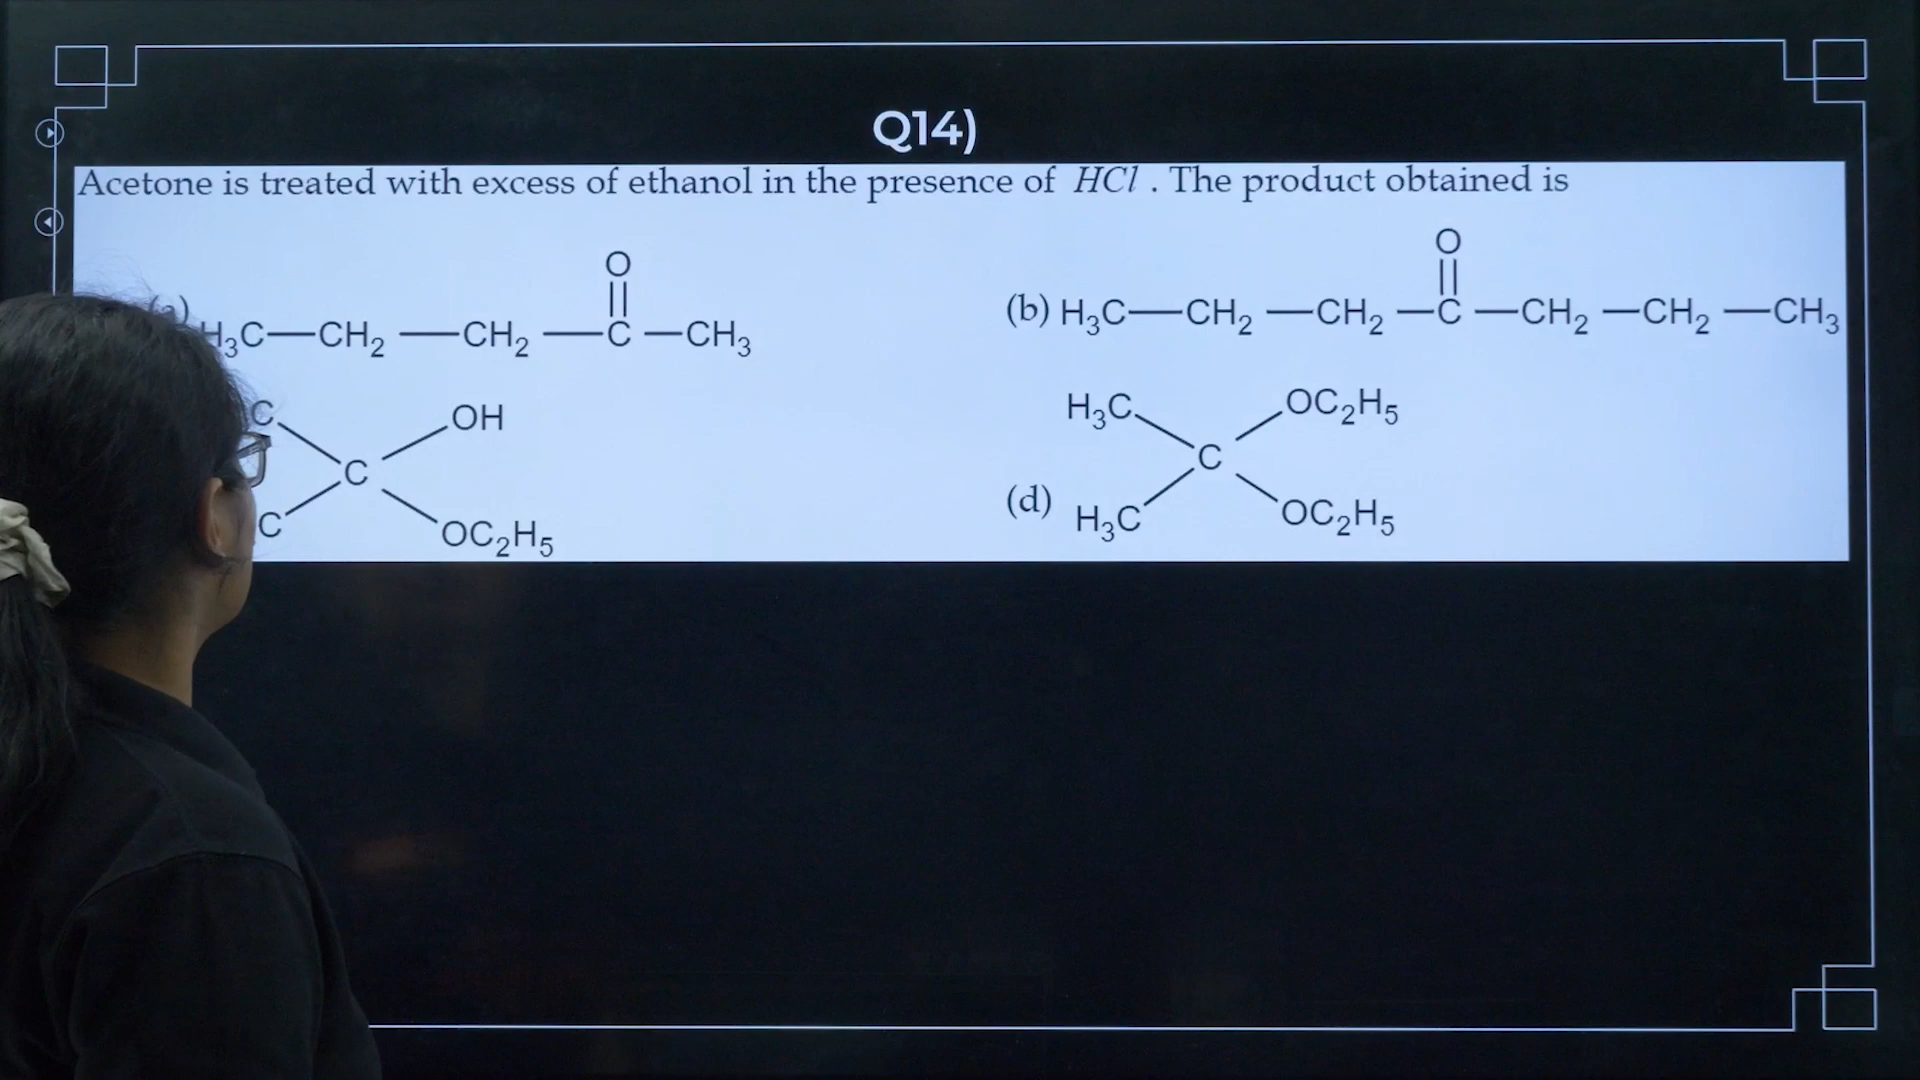 Q14)
Acetone is treated with excess of ethanol in the presence of HCl . The product obtained is
O
H₃C—CH₂—CH₂—C—CH₃
O
(b) H₃C—CH₂—CH₂—C—CH₂—CH₂—CH₃
C
OH
C
C
OC₂H₅
H₃C
OC₂H₅
C
(d) H₃C
OC₂H₅